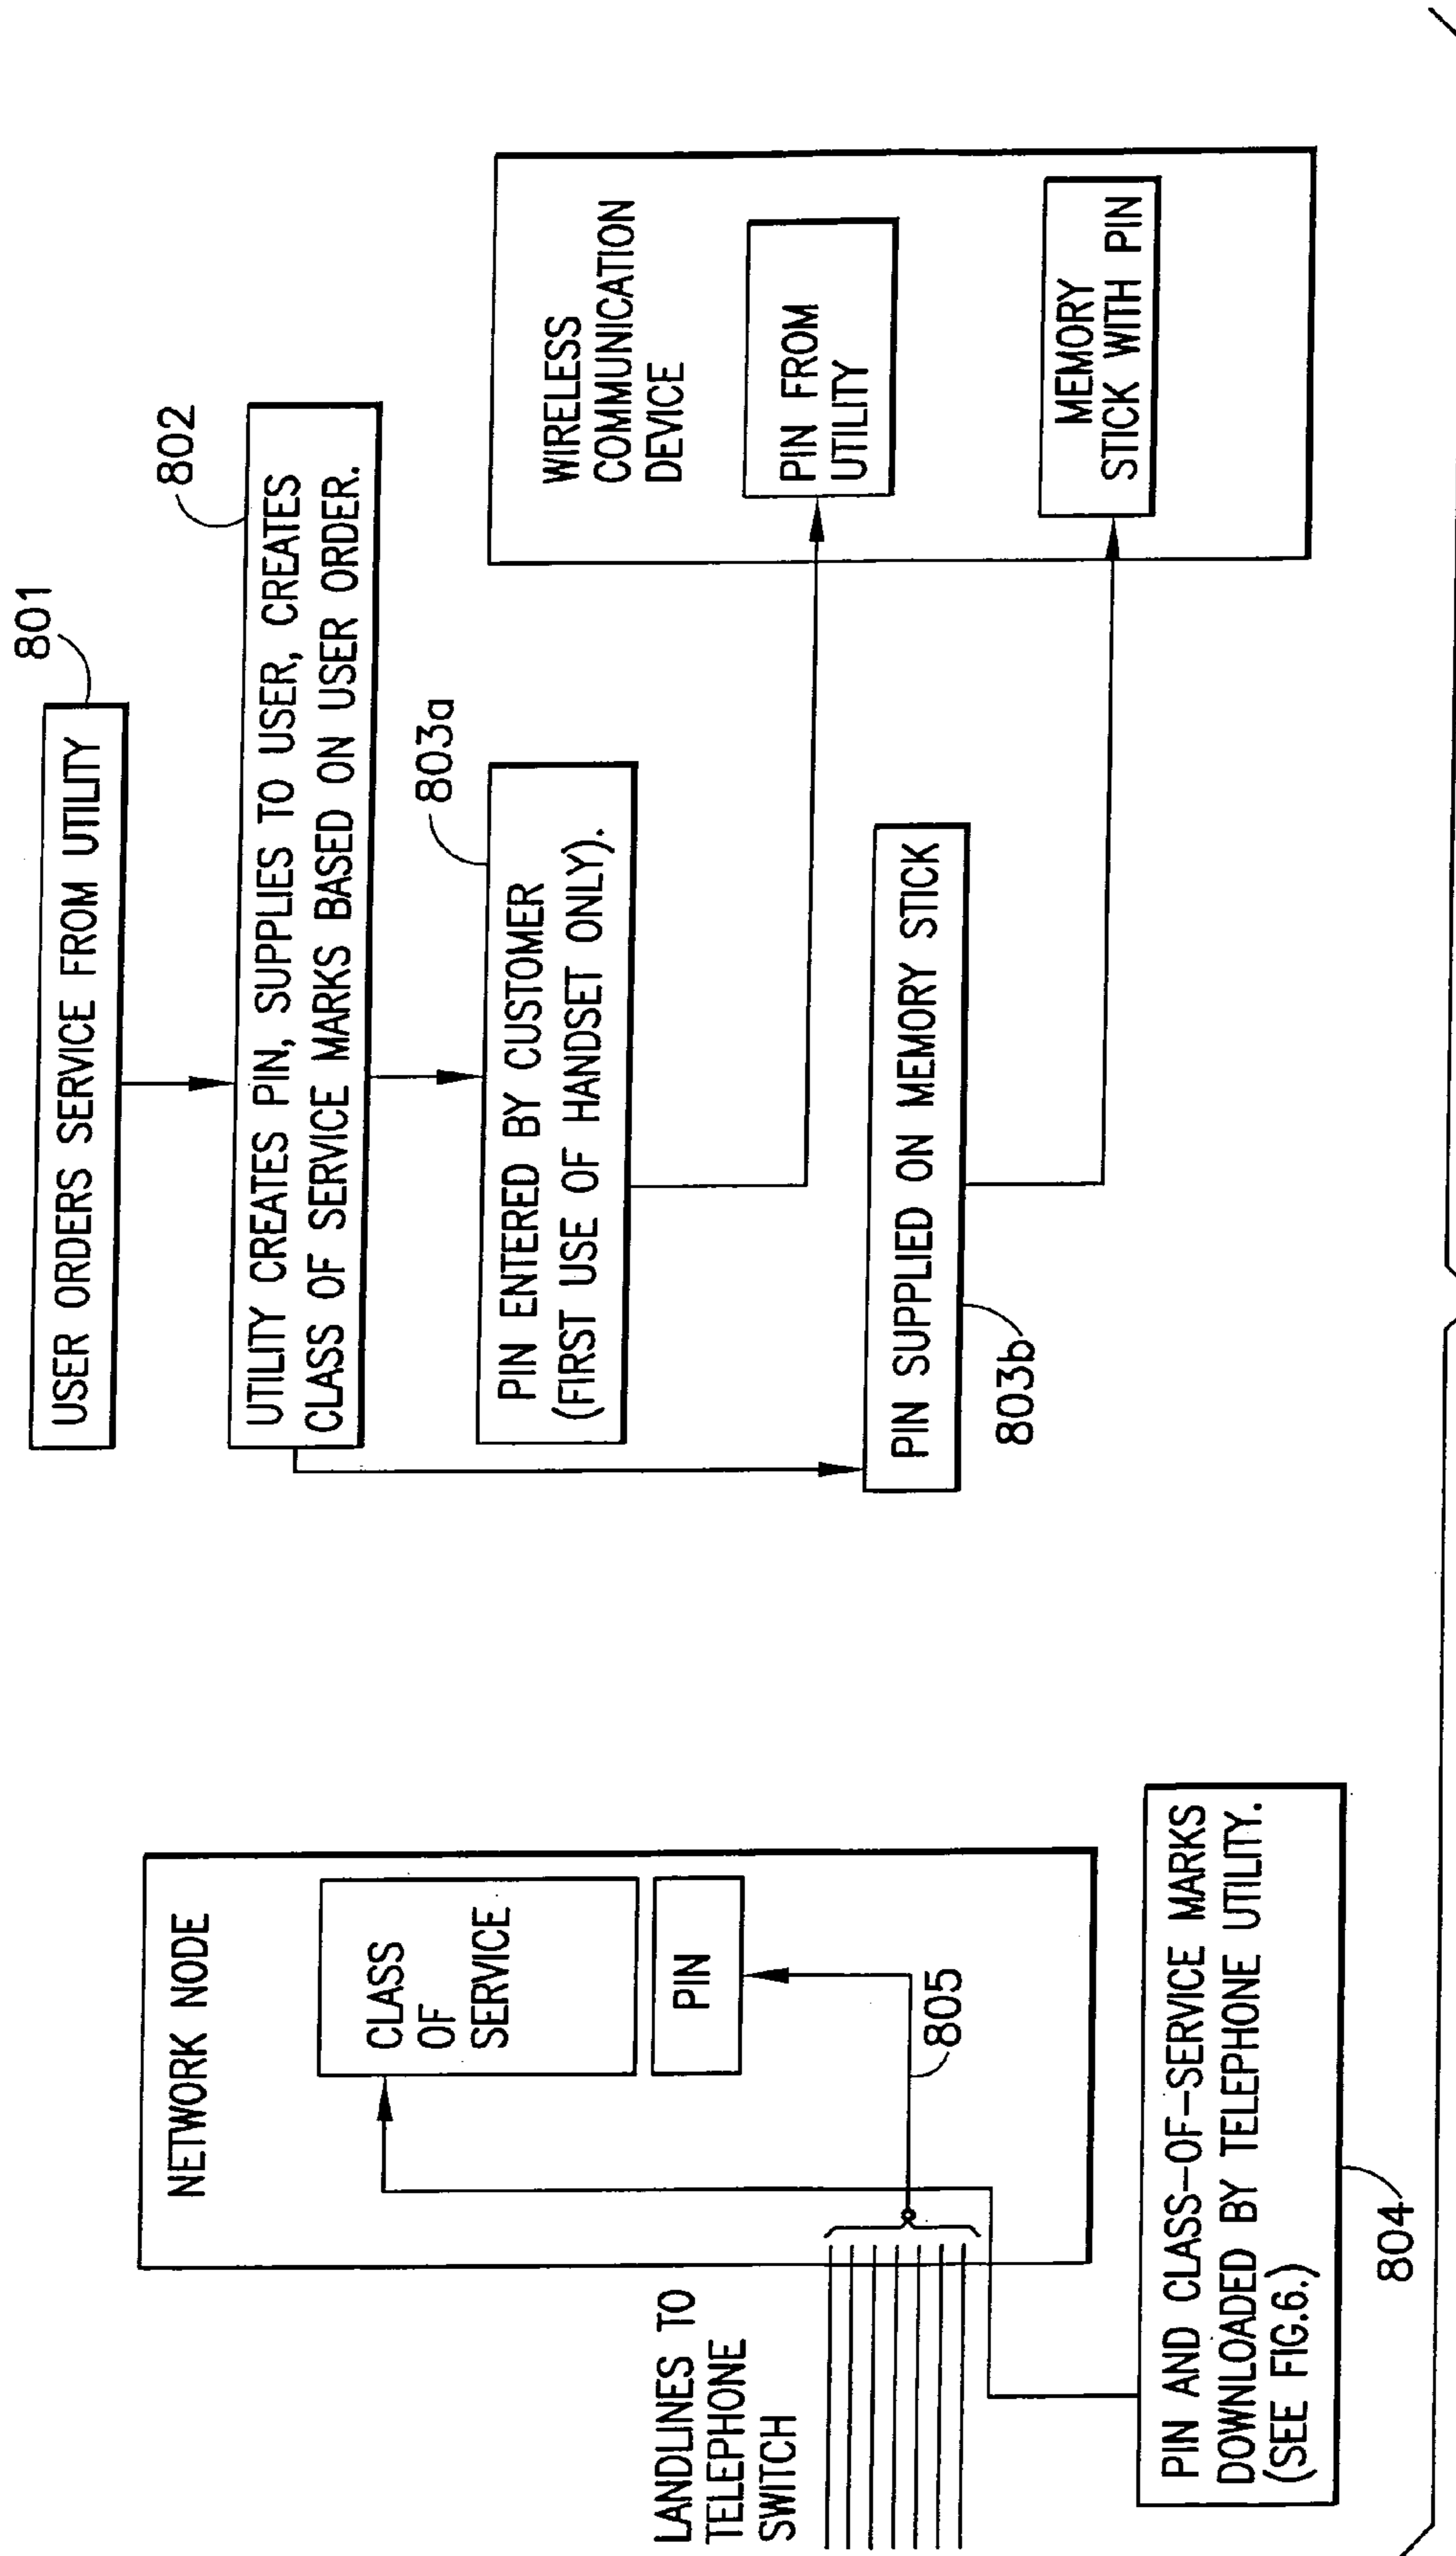 801
USER ORDERS SERVICE FROM UTILITY
802
UTILITY CREATES PIN, SUPPLIES TO USER, CREATES
CLASS OF SERVICE MARKS BASED ON USER ORDER.
803a
PIN ENTERED BY CUSTOMER
(FIRST USE OF HANDSET ONLY).
PIN SUPPLIED ON MEMORY STICK
803b
WIRELESS
COMMUNICATION
DEVICE
PIN FROM
UTILITY
MEMORY
STICK WITH PIN
NETWORK NODE
CLASS
OF
SERVICE
PIN
805
LANDLINES TO
TELEPHONE
SWITCH
PIN AND CLASS-OF-SERVICE MARKS
DOWNLOADED BY TELEPHONE UTILITY.
(SEE FIG.6.)
804